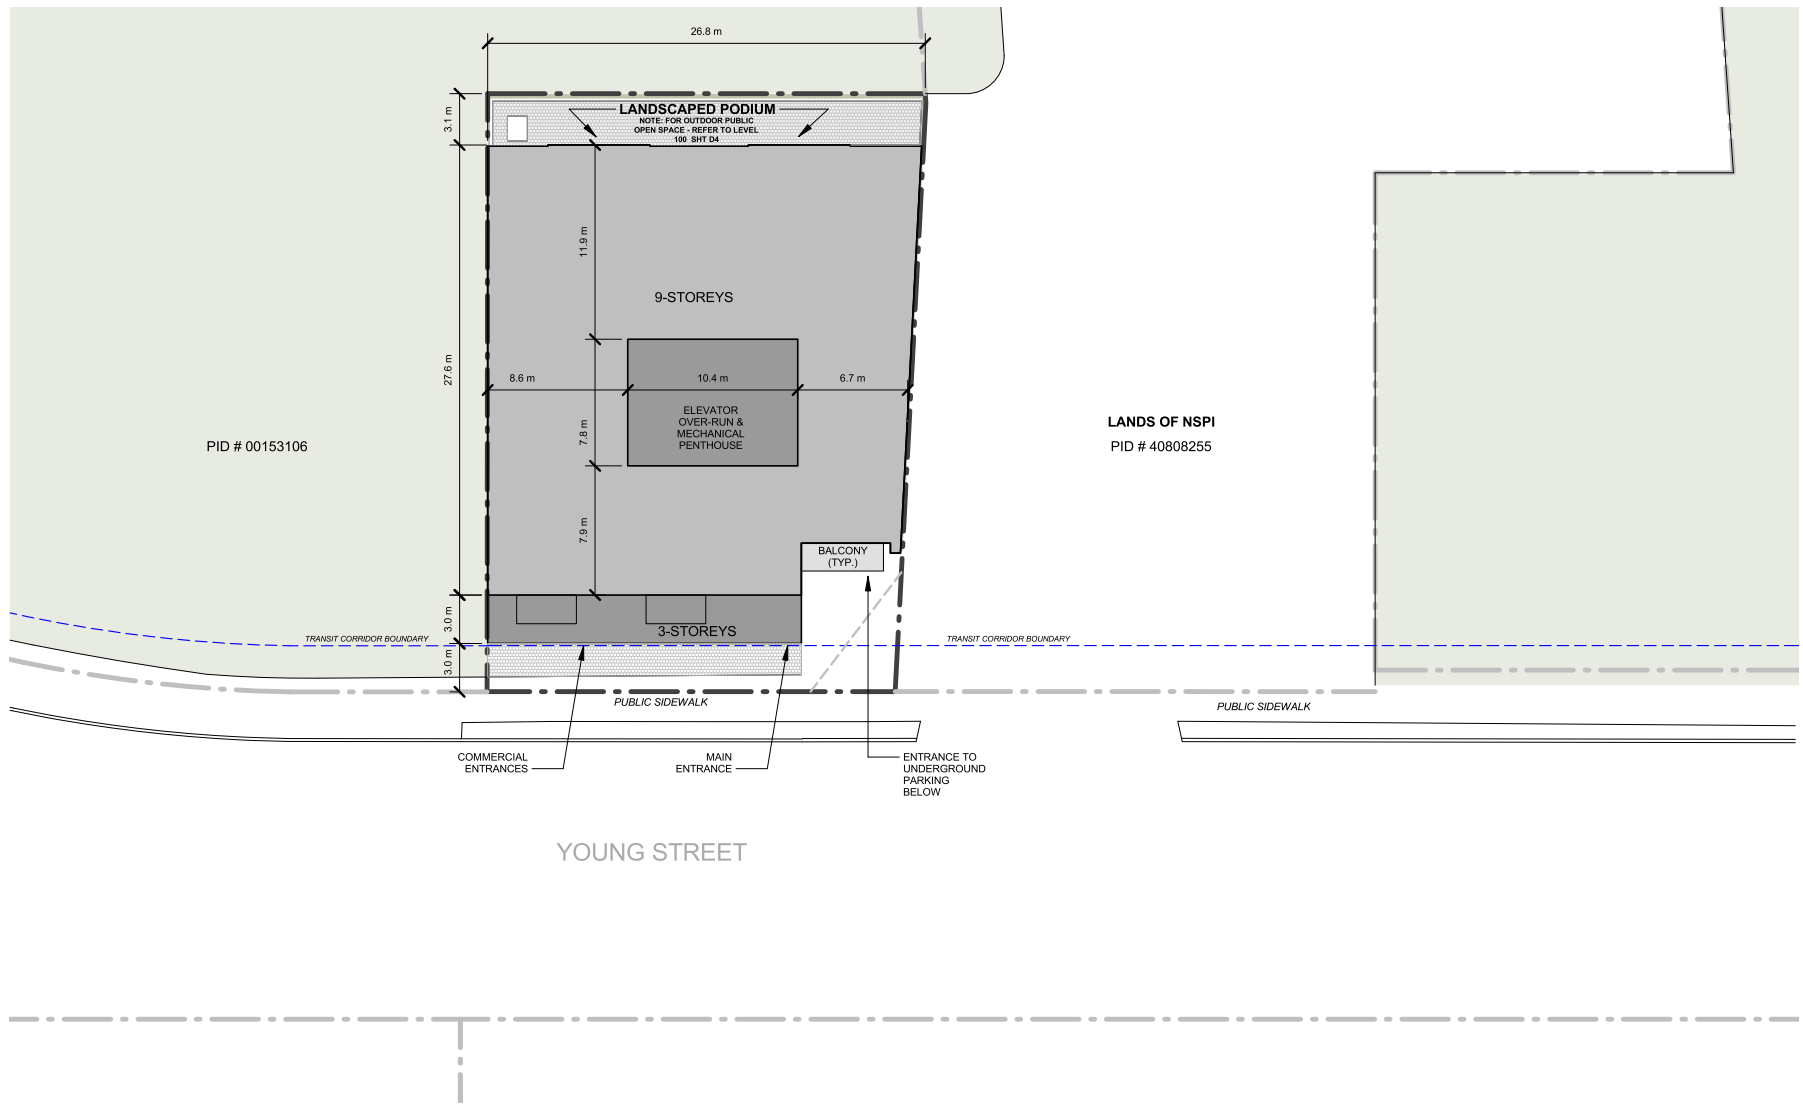 26.8 m
3.1 m
LANDSCAPED PODIUM
NOTE: FOR OUTDOOR PUBLIC
OPEN SPACE - REFER TO LEVEL
100 SHT D4
11.9 m
9-STOREYS
27.6 m
8.6 m
10.4 m
6.7 m
ELEVATOR
OVER-RUN &
MECHANICAL
PENTHOUSE
7.8 m
PID # 00153106
LANDS OF NSPI
PID # 40808255
7.9 m
BALCONY
(TYP.)
3.0 m
3-STOREYS
TRANSIT CORRIDOR BOUNDARY
TRANSIT CORRIDOR BOUNDARY
3.0 m
PUBLIC SIDEWALK
PUBLIC SIDEWALK
COMMERCIAL
ENTRANCES
MAIN
ENTRANCE
ENTRANCE TO
UNDERGROUND
PARKING
BELOW
YOUNG STREET